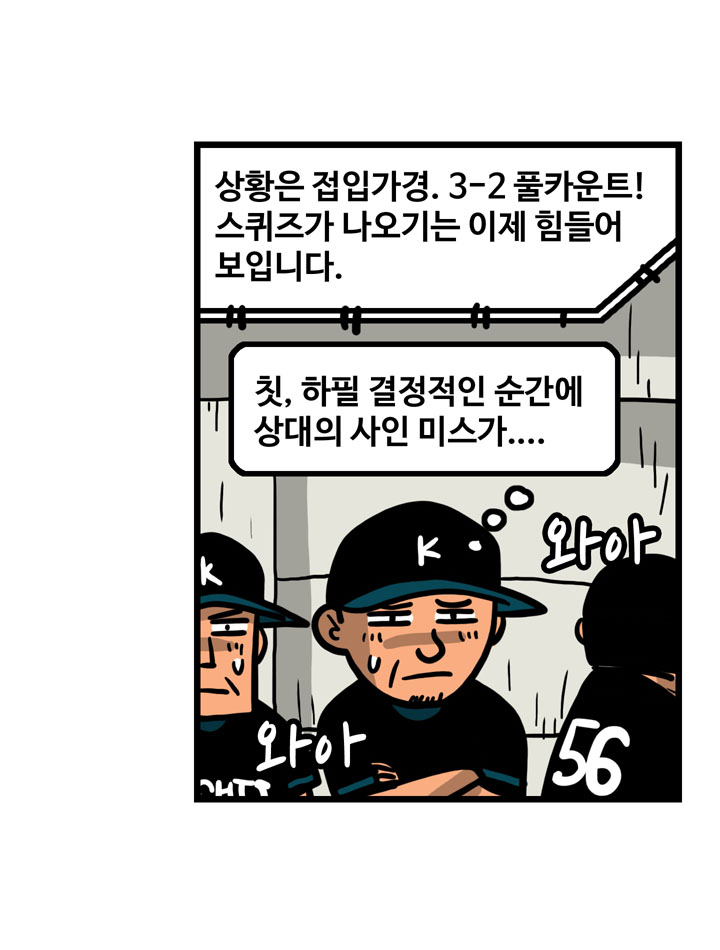 상황은 접입가경. 3-2 풀카운트!
스퀴즈가 나오기는 이제 힘들어
보입니다.
칫, 하필 결정적인 순간에
상대의 사인 미스가....
와아
K
K
와아
56